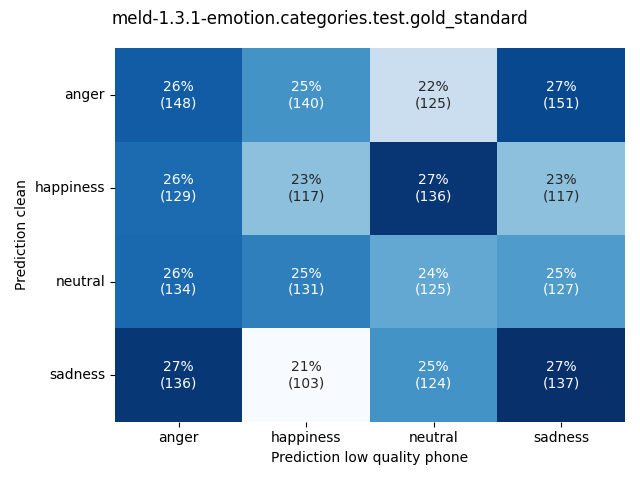 meld-1.3.1-emotion.categories.test.gold_standard
Prediction clean
anger
26% 25% 22% 27%
(148) (140) (125) (151)
happiness
26% 23% 27% 23%
(129) (117) (136) (117)
neutral
26% 25% 24% 25%
(134) (131) (125) (127)
sadness
27% 21% 25% 27%
(136) (103) (124) (137)
anger happiness neutral sadness
Prediction low quality phone